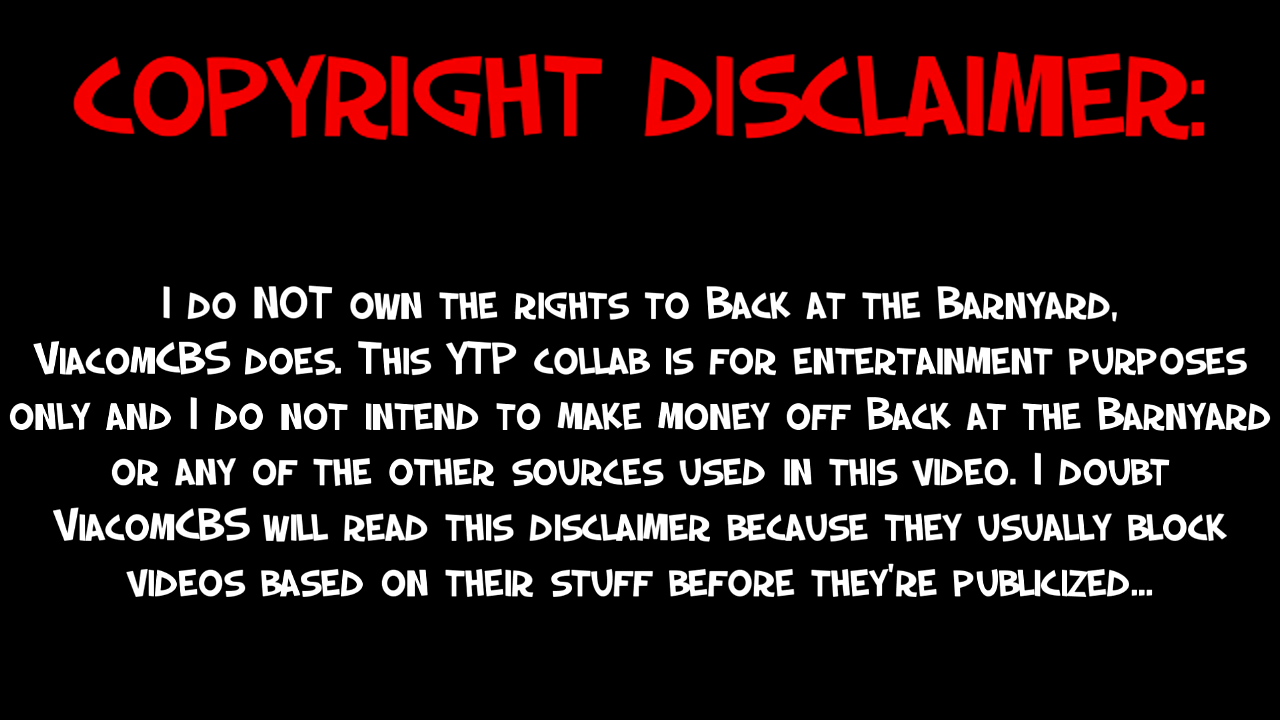 COPYRIGHT DISCLAIMER:
I do NOT own the rights to Back at the Barnyard,
ViacomCBS does. This YTP collab is for entertainment purposes
only and I do not intend to make money off Back at the Barnyard
or any of the other sources used in this video. I doubt
ViacomCBS will read this disclaimer because they usually block
videos based on their stuff before they're publicized...